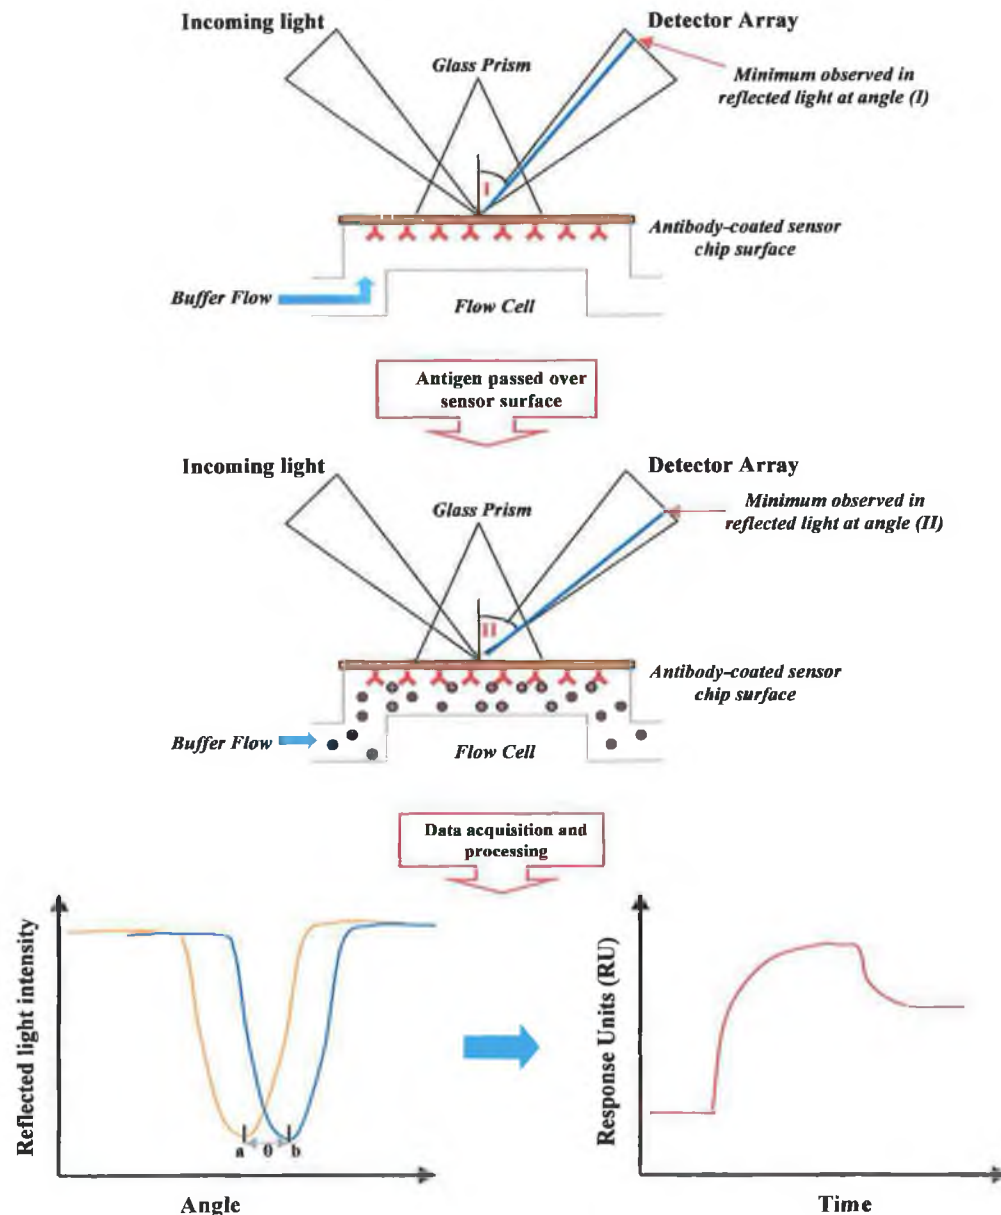 Incoming light
Detector Array
Glass Prism
Minimum observed in
reflected light at angle (I)
I
Antibody-coated sensor
chip surface
Buffer Flow
Flow Cell
Antigen passed over
sensor surface
Incoming light
Detector Array
Glass Prism
Minimum observed in
reflected light at angle (II)
II
Antibody-coated sensor
chip surface
Buffer Flow
Flow Cell
Data acquisition and
processing
Reflected light intensity
a 0 b
Angle
Response Units (RU)
Time